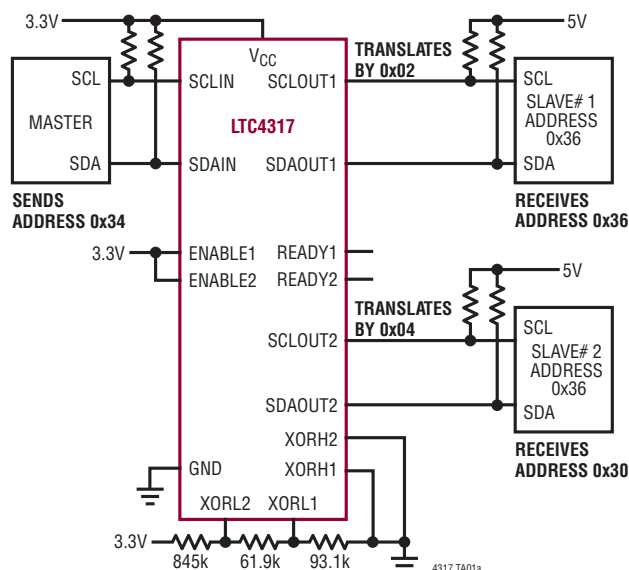 3.3V
5V
VCC
TRANSLATES
BY 0x02
SCL
SCLIN
SCLOUT1
SCL
MASTER
LTC4317
SLAVE# 1
ADDRESS
0x36
SDA
SDAIN
SDAOUT1
SDA
SENDS
ADDRESS 0x34
RECEIVES
ADDRESS 0x36
3.3V
ENABLE1
READY1
ENABLE2
READY2
5V
TRANSLATES
BY 0x04
SCLOUT2
SCL
SLAVE# 2
ADDRESS
0x36
SDAOUT2
SDA
XORH2
GND
XORH1
RECEIVES
ADDRESS 0x30
XORL2
XORL1
3.3V
845k
61.9k
93.1k
4317 TA01a